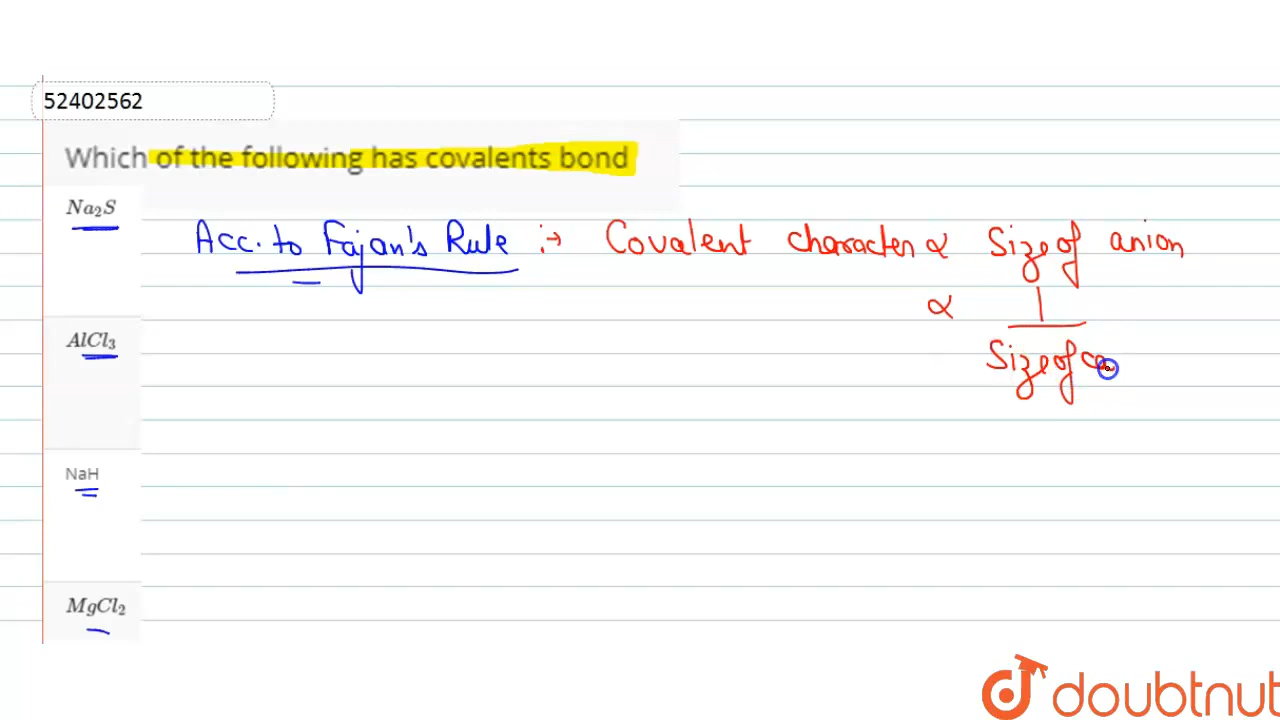 52402562
Which of the following has covalents bond
Na₂S
Acc. to Fajan's Rule :→ Covalent character ∝ Size of anion
∝ 1
AlCl₃
Size of ca
NaH
MgCl₂
doubtnut